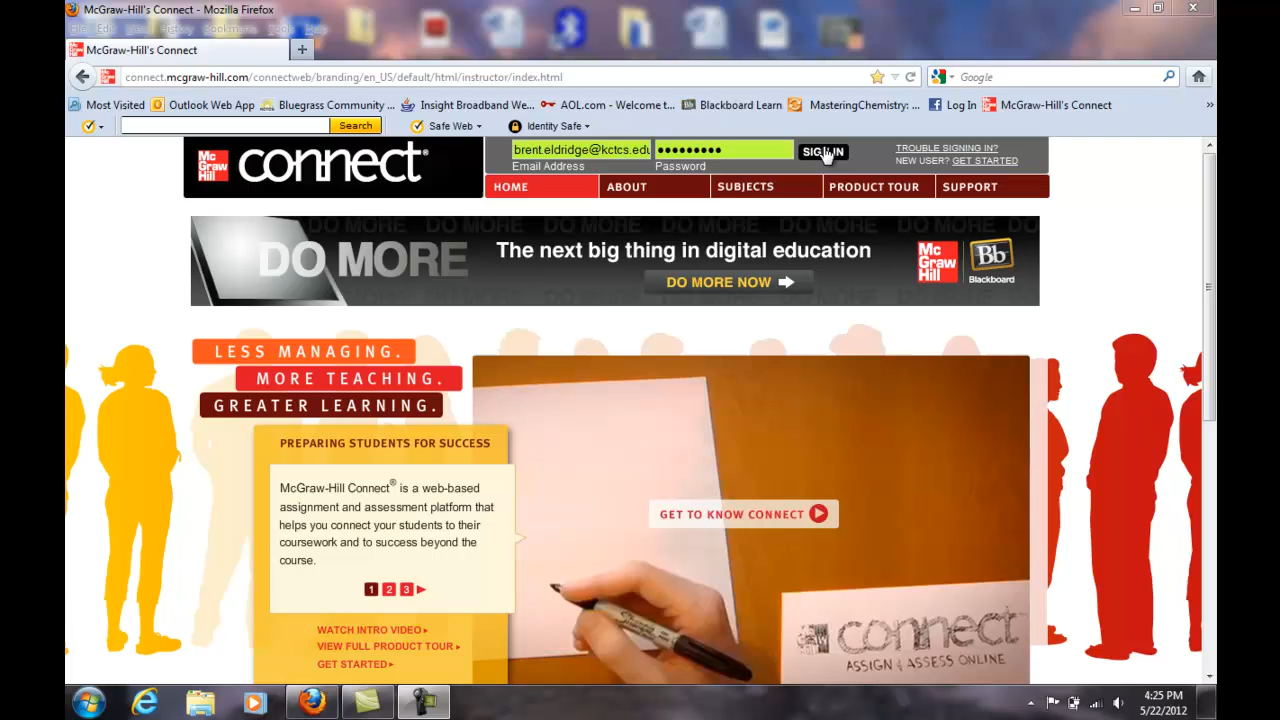 McGraw-Hill's Connect - Mozilla Firefox
File Edit View History Bookmarks Tools Help
McGraw-Hill's Connect
connect.mcgraw-hill.com/connectweb/branding/en_US/default/html/instructor/index.html
Google
Most Visited Outlook Web App Bluegrass Community ... Insight Broadband We... AOL.com - Welcome t... Blackboard Learn MasteringChemistry: ... Log In McGraw-Hill's Connect
Search Safe Web Identity Safe
Mc Graw Hill connect®
brent.eldridge@kctcs.edu ••••••••• SIGN IN
Email Address Password
TROUBLE SIGNING IN?
NEW USER? GET STARTED
HOME ABOUT SUBJECTS PRODUCT TOUR SUPPORT
DO MORE
The next big thing in digital education
DO MORE NOW
Mc Graw Hill
Bb
Blackboard
LESS MANAGING.
MORE TEACHING.
GREATER LEARNING.
PREPARING STUDENTS FOR SUCCESS
McGraw-Hill Connect® is a web-based
assignment and assessment platform that
helps you connect your students to their
coursework and to success beyond the
course.
1 2 3
WATCH INTRO VIDEO
VIEW FULL PRODUCT TOUR
GET STARTED
GET TO KNOW CONNECT
connect
ASSIGN & ASSESS ONLINE
4:25 PM
5/22/2012